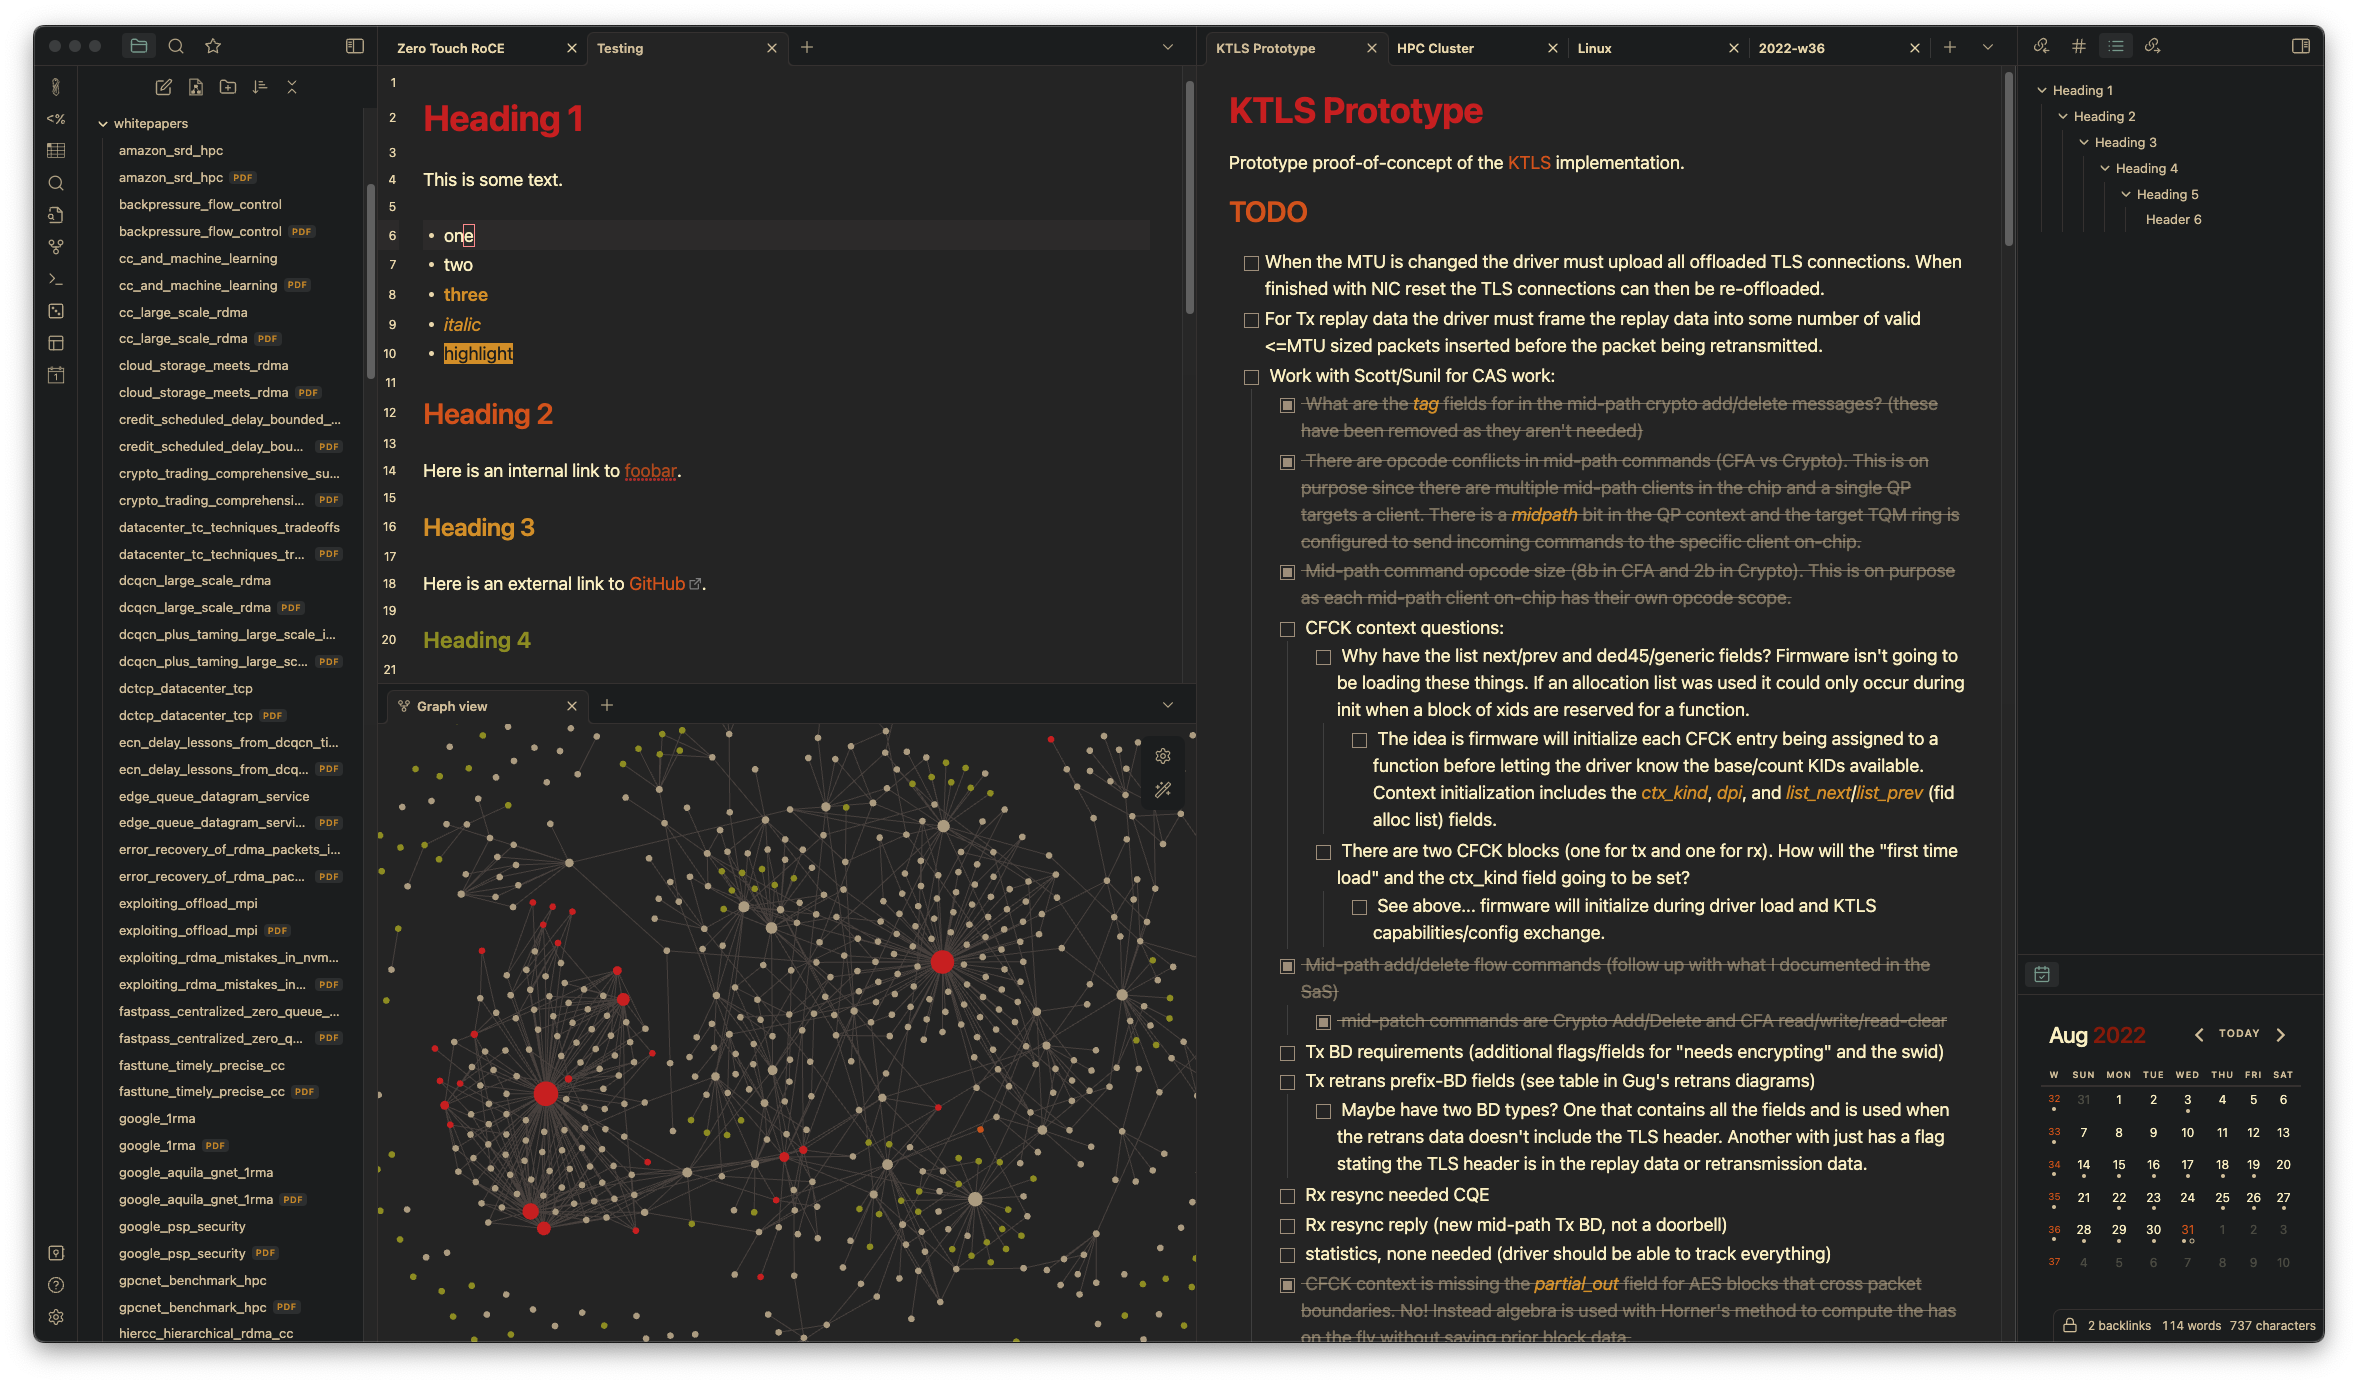 Zero Touch RoCE
Testing
KTLS Prototype
HPC Cluster
Linux
2022-w36
<%
1
whitepapers
amazon_srd_hpc
amazon_srd_hpc PDF
backpressure_flow_control
backpressure_flow_control PDF
cc_and_machine_learning
cc_and_machine_learning PDF
cc_large_scale_rdma
cc_large_scale_rdma PDF
cloud_storage_meets_rdma
cloud_storage_meets_rdma PDF
credit_scheduled_delay_bounded_...
credit_scheduled_delay_bou... PDF
crypto_trading_comprehensive_su...
crypto_trading_comprehensi... PDF
datacenter_tc_techniques_tradeoffs
datacenter_tc_techniques_tr... PDF
dcqcn_large_scale_rdma
dcqcn_large_scale_rdma PDF
dcqcn_plus_taming_large_scale_i...
dcqcn_plus_taming_large_sc... PDF
dctcp_datacenter_tcp
dctcp_datacenter_tcp PDF
ecn_delay_lessons_from_dcqcn_ti...
ecn_delay_lessons_from_dcq... PDF
edge_queue_datagram_service
edge_queue_datagram_servi... PDF
error_recovery_of_rdma_packets_i...
error_recovery_of_rdma_pac... PDF
exploiting_offload_mpi
exploiting_offload_mpi PDF
exploiting_rdma_mistakes_in_nvm...
exploiting_rdma_mistakes_in... PDF
fastpass_centralized_zero_queue_...
fastpass_centralized_zero_q... PDF
fasttune_timely_precise_cc
fasttune_timely_precise_cc PDF
google_1rma
google_1rma PDF
google_aquila_gnet_1rma
google_aquila_gnet_1rma PDF
google_psp_security
google_psp_security PDF
gpcnet_benchmark_hpc
gpcnet_benchmark_hpc PDF
hiercc_hierarchical_rdma_cc
1
2 Heading 1
3
4 This is some text.
5
6 • one
7 • two
8 • three
9 • italic
10 • highlight
11
12 Heading 2
13
14 Here is an internal link to foobar.
15
16 Heading 3
17
18 Here is an external link to GitHub.
19
20 Heading 4
21
Graph view
KTLS Prototype
Prototype proof-of-concept of the KTLS implementation.
TODO
When the MTU is changed the driver must upload all offloaded TLS connections. When
finished with NIC reset the TLS connections can then be re-offloaded.
For Tx replay data the driver must frame the replay data into some number of valid
<=MTU sized packets inserted before the packet being retransmitted.
Work with Scott/Sunil for CAS work:
What are the tag fields for in the mid-path crypto add/delete messages? (these
have been removed as they aren't needed)
There are opcode conflicts in mid-path commands (CFA vs Crypto). This is on
purpose since there are multiple mid-path clients in the chip and a single QP
targets a client. There is a midpath bit in the QP context and the target TQM ring is
configured to send incoming commands to the specific client on-chip.
Mid-path command opcode size (8b in CFA and 2b in Crypto). This is on purpose
as each mid-path client on-chip has their own opcode scope.
CFCK context questions:
Why have the list next/prev and ded45/generic fields? Firmware isn't going to
be loading these things. If an allocation list was used it could only occur during
init when a block of xids are reserved for a function.
The idea is firmware will initialize each CFCK entry being assigned to a
function before letting the driver know the base/count KIDs available.
Context initialization includes the ctx_kind, dpi, and list_next/list_prev (fid
alloc list) fields.
There are two CFCK blocks (one for tx and one for rx). How will the "first time
load" and the ctx_kind field going to be set?
See above... firmware will initialize during driver load and KTLS
capabilities/config exchange.
Mid-path add/delete flow commands (follow up with what I documented in the
SaS)
mid-patch commands are Crypto Add/Delete and CFA read/write/read-clear
Tx BD requirements (additional flags/fields for "needs encrypting" and the swid)
Tx retrans prefix-BD fields (see table in Gug's retrans diagrams)
Maybe have two BD types? One that contains all the fields and is used when
the retrans data doesn't include the TLS header. Another with just has a flag
stating the TLS header is in the replay data or retransmission data.
Rx resync needed CQE
Rx resync reply (new mid-path Tx BD, not a doorbell)
statistics, none needed (driver should be able to track everything)
CFCK context is missing the partial_out field for AES blocks that cross packet
boundaries. No! Instead algebra is used with Horner's method to compute the has
on the fly without saving prior block data.
Heading 1
Heading 2
Heading 3
Heading 4
Heading 5
Header 6
Aug 2022
TODAY
W SUN MON TUE WED THU FRI SAT
32 31 1 2 3 4 5 6
33 7 8 9 10 11 12 13
34 14 15 16 17 18 19 20
35 21 22 23 24 25 26 27
36 28 29 30 31 1 2 3
37 4 5 6 7 8 9 10
2 backlinks 114 words 737 characters